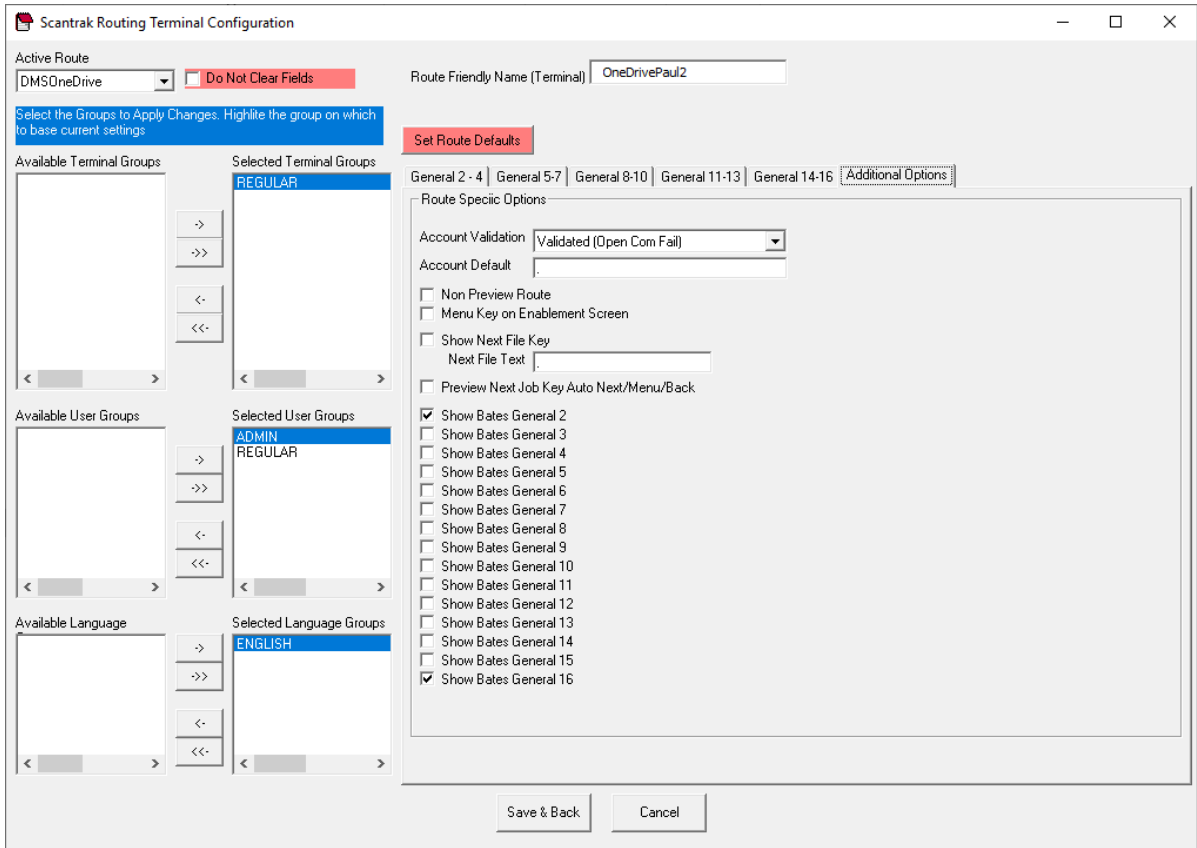 Scantrak Routing Terminal Configuration
Active Route
DMSOneDrive
Do Not Clear Fields
Route Friendly Name (Terminal)
OneDrivePaul2
Select the Groups to Apply Changes. Highlite the group on which
to base current settings
Set Route Defaults
Available Terminal Groups
Selected Terminal Groups
REGULAR
->
->>
<-
<<-
Available User Groups
Selected User Groups
ADMIN
REGULAR
->
->>
<-
<<-
Available Language
Selected Language Groups
ENGLISH
->
->>
<-
<<-
General 2 - 4
General 5-7
General 8-10
General 11-13
General 14-16
Additional Options
Route Speciic Options
Account Validation
Validated (Open Com Fail)
Account Default
.
Non Preview Route
Menu Key on Enablement Screen
Show Next File Key
Next File Text
.
Preview Next Job Key Auto Next/Menu/Back
Show Bates General 2
Show Bates General 3
Show Bates General 4
Show Bates General 5
Show Bates General 6
Show Bates General 7
Show Bates General 8
Show Bates General 9
Show Bates General 10
Show Bates General 11
Show Bates General 12
Show Bates General 13
Show Bates General 14
Show Bates General 15
Show Bates General 16
Save & Back
Cancel